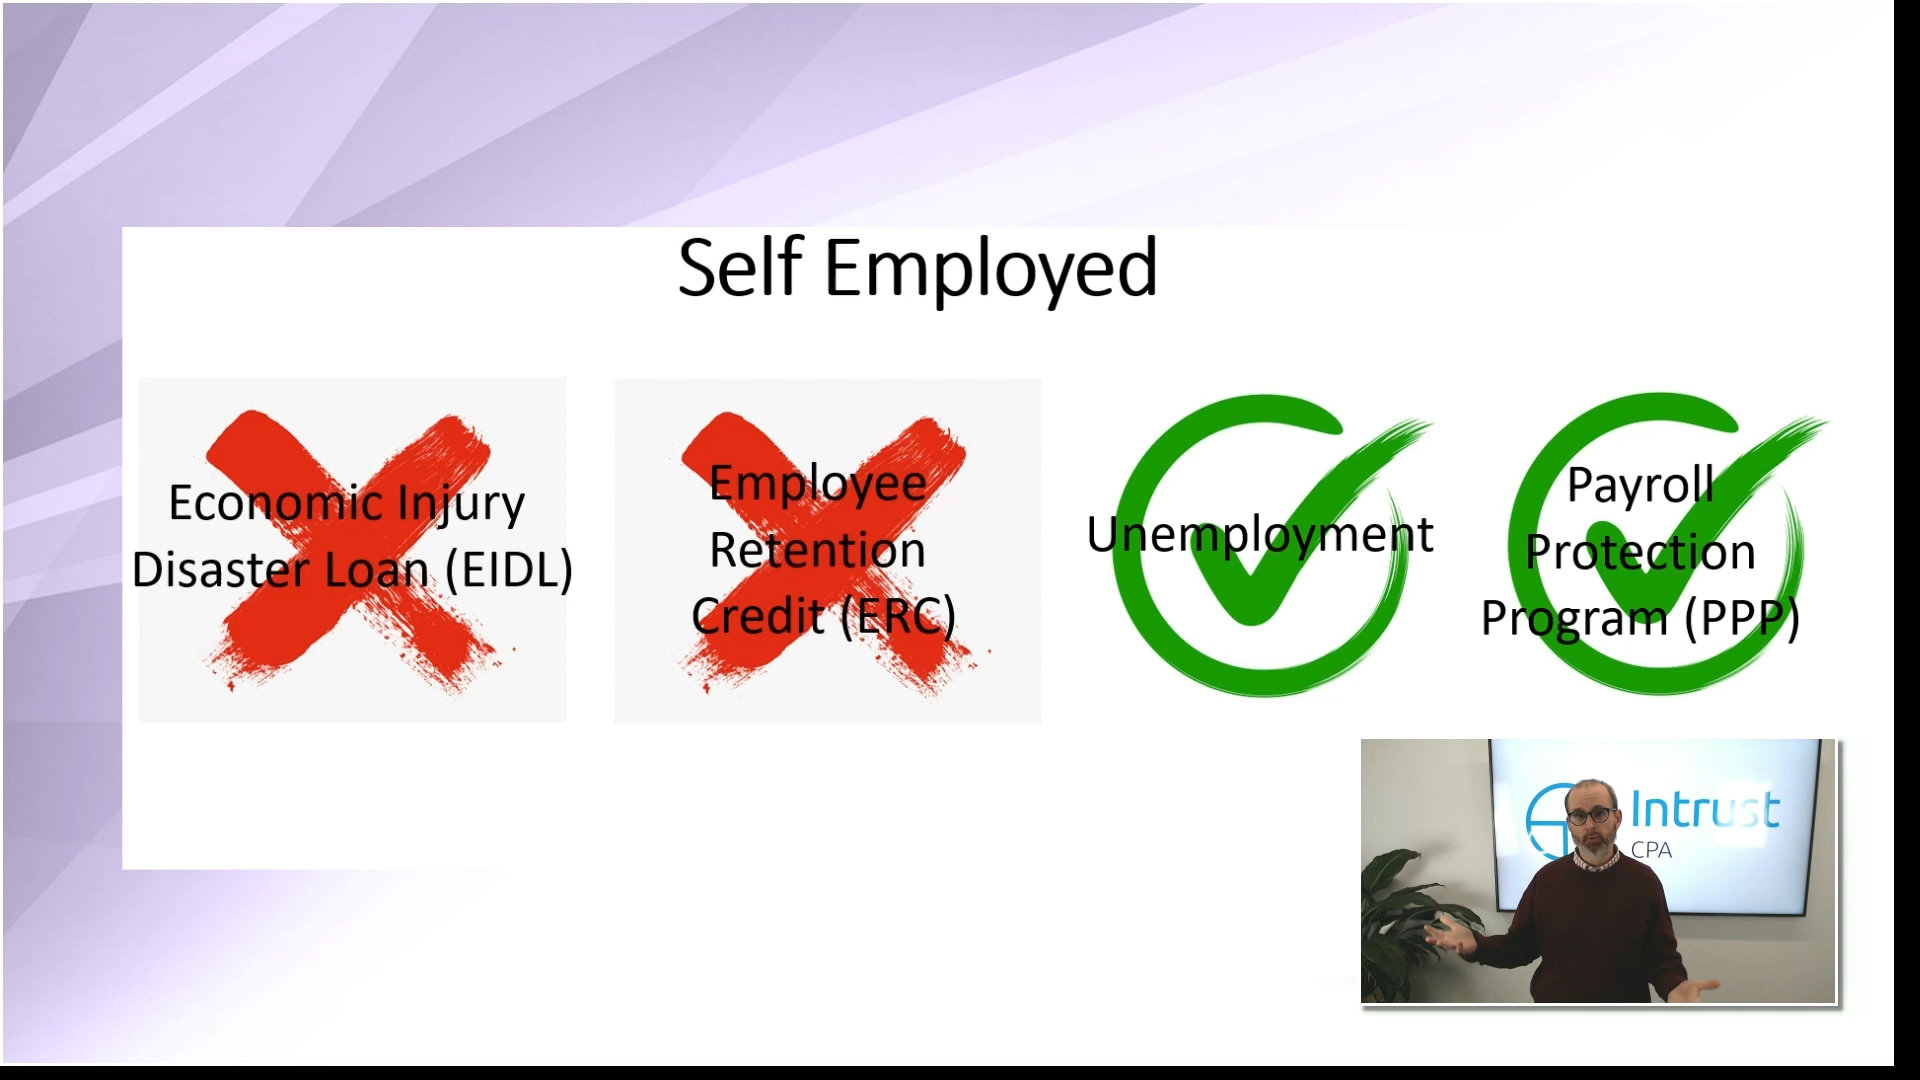 Self Employed
Economic Injury
Disaster Loan (EIDL)
Employee
Retention
Credit (ERC)
Unemployment
Payroll
Protection
Program (PPP)
Intrust
CPA